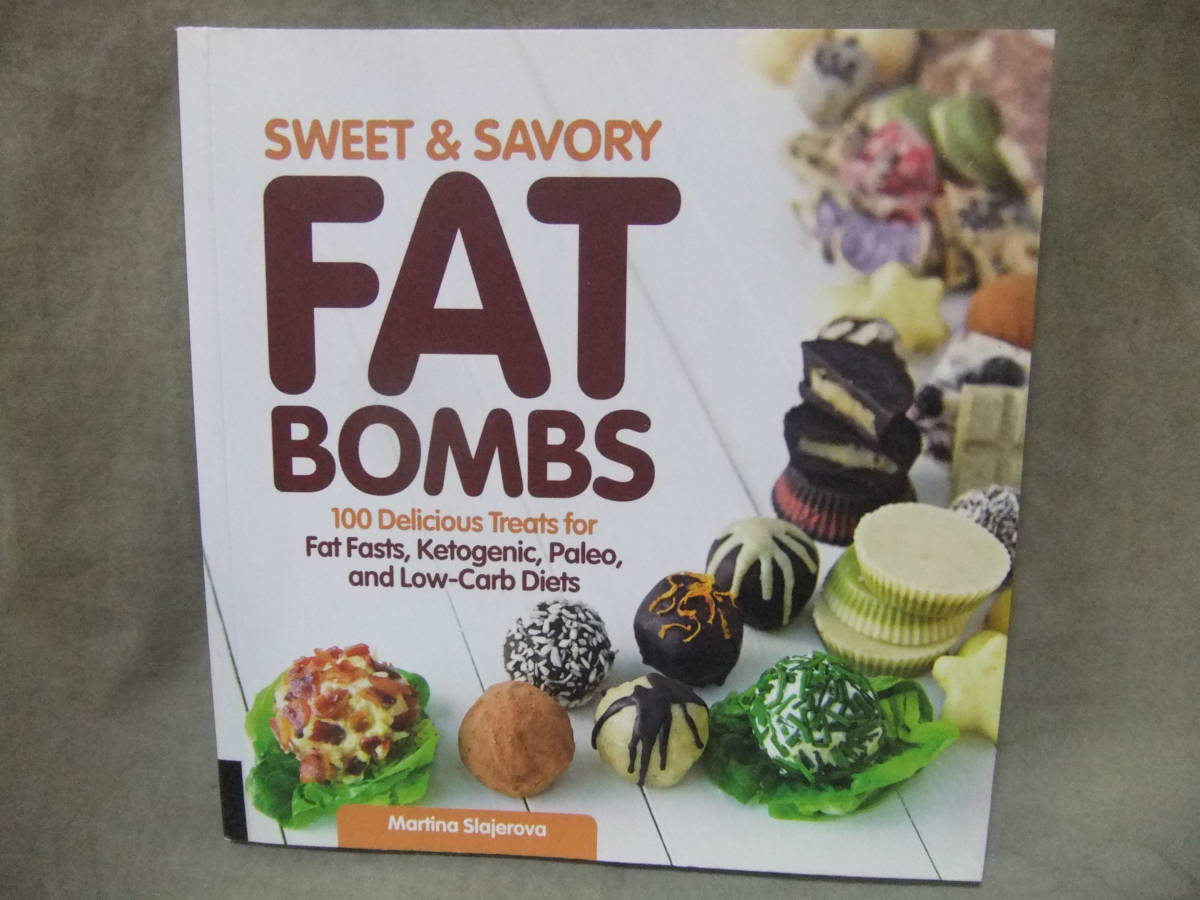 SWEET & SAVORY
FAT
BOMBS
100 Delicious Treats for
Fat Fasts, Ketogenic, Paleo,
and Low-Carb Diets
Martina Slajerova